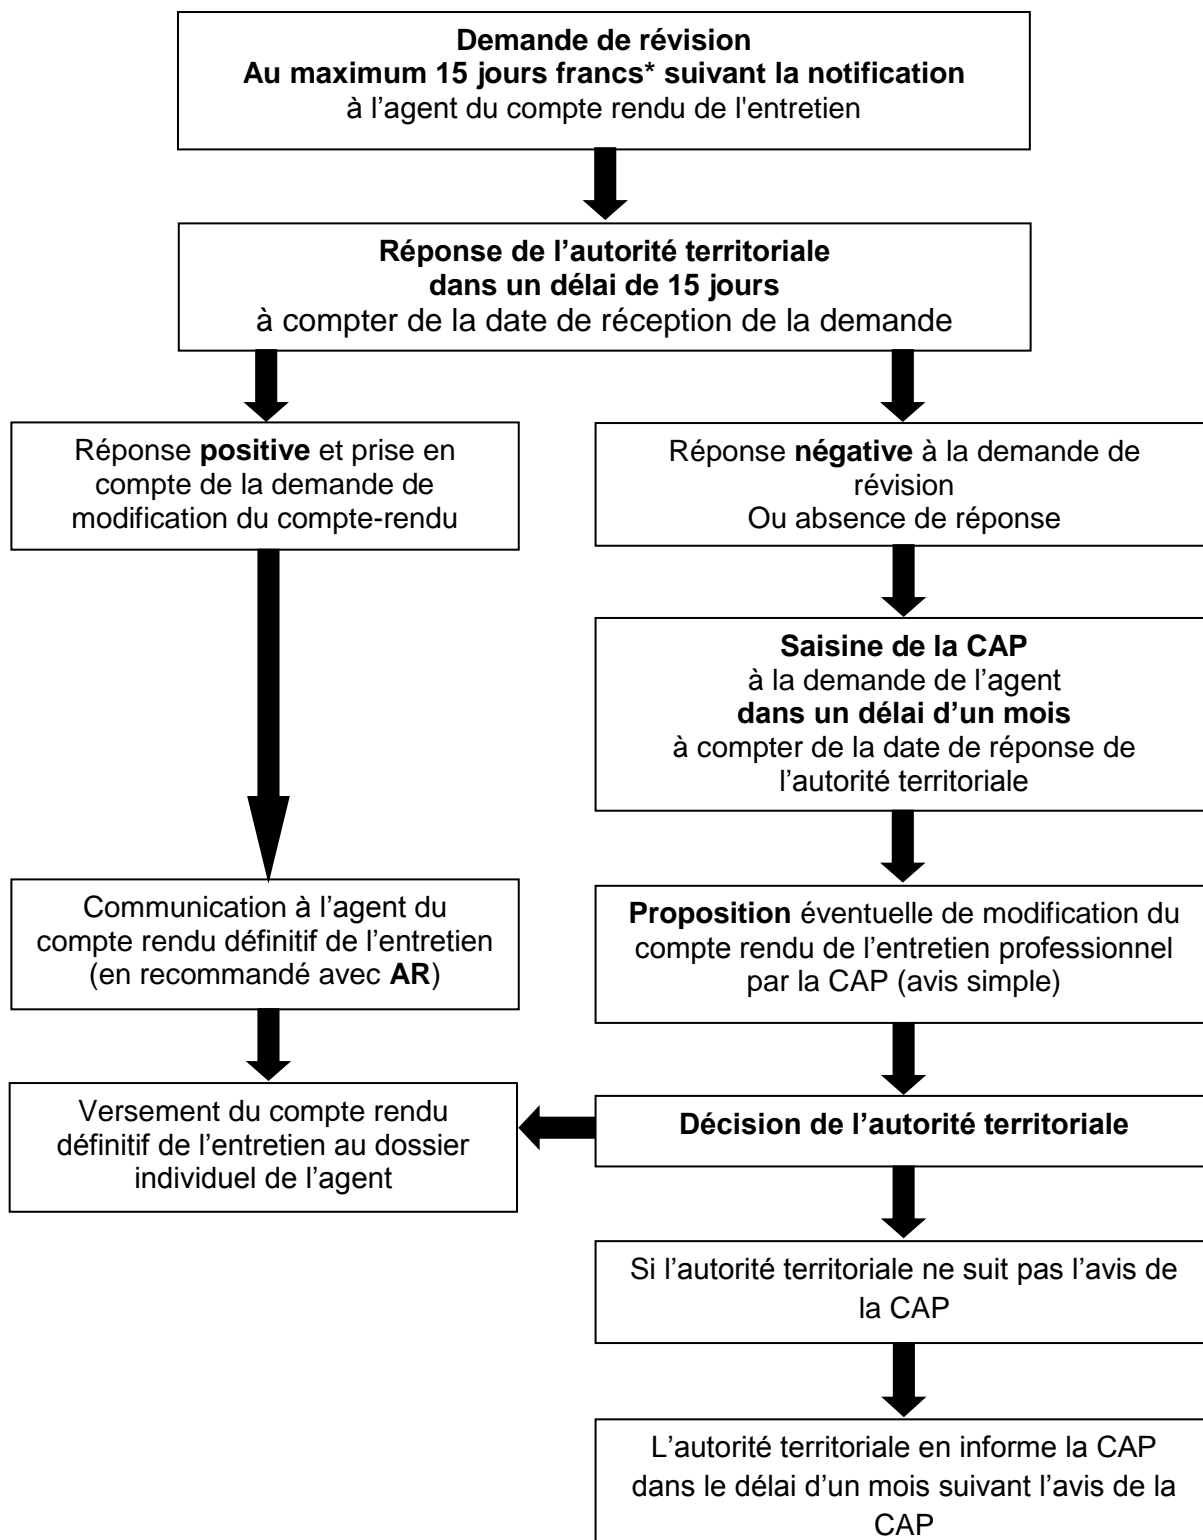 Demande de révision
Au maximum 15 jours francs* suivant la notification
à l’agent du compte rendu de l'entretien
Réponse de l’autorité territoriale
dans un délai de 15 jours
à compter de la date de réception de la demande
Réponse positive et prise en
compte de la demande de
modification du compte-rendu
Réponse négative à la demande de
révision
Ou absence de réponse
Saisine de la CAP
à la demande de l’agent
dans un délai d’un mois
à compter de la date de réponse de
l’autorité territoriale
Communication à l’agent du
compte rendu définitif de l’entretien
(en recommandé avec AR)
Proposition éventuelle de modification du
compte rendu de l’entretien professionnel
par la CAP (avis simple)
Versement du compte rendu
définitif de l’entretien au dossier
individuel de l’agent
Décision de l’autorité territoriale
Si l’autorité territoriale ne suit pas l’avis de
la CAP
L’autorité territoriale en informe la CAP
dans le délai d’un mois suivant l’avis de la
CAP